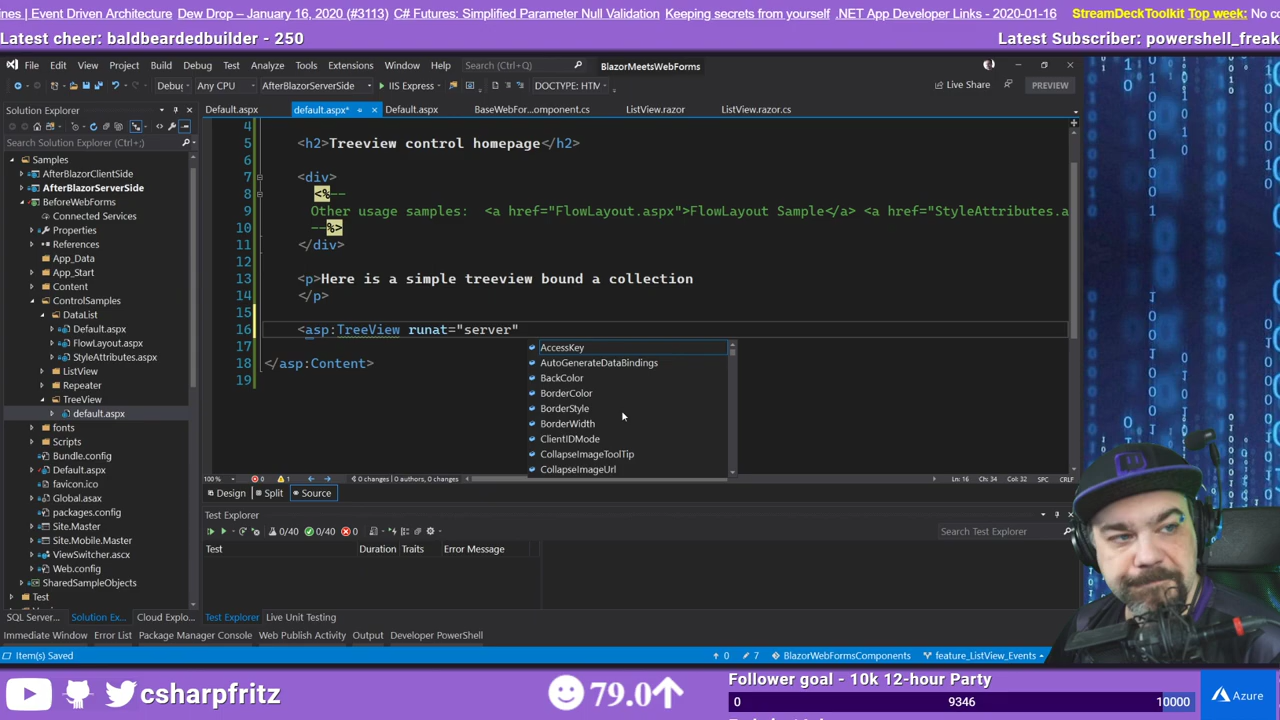 ines | Event Driven Architecture Dew Drop – January 16, 2020 (#3113) C# Futures: Simplified Parameter Null Validation Keeping secrets from yourself .NET App Developer Links - 2020-01-16 StreamDeckToolkit Top week: No co
Latest cheer: baldbeardedbuilder - 250 Latest Subscriber: powershell_freak
File Edit View Project Build Debug Test Analyze Tools Extensions Window Help Search (Ctrl+Q) BlazorMeetsWebForms
Debug Any CPU AfterBlazorServerSide IIS Express DOCTYPE: HTM Live Share PREVIEW
Solution Explorer Default.aspx default.aspx* Default.aspx BaseWebFor...omponent.cs ListView.razor ListView.razor.cs
Search Solution Explorer (Ctrl+;)
Samples
AfterBlazorClientSide
AfterBlazorServerSide
BeforeWebForms
Connected Services
Properties
References
App_Data
App_Start
Content
ControlSamples
DataList
Default.aspx
FlowLayout.aspx
StyleAttributes.aspx
ListView
Repeater
TreeView
default.aspx
fonts
Scripts
Bundle.config
Default.aspx
favicon.ico
Global.asax
packages.config
Site.Master
Site.Mobile.Master
ViewSwitcher.ascx
Web.config
SharedSampleObjects
Test
4
5 <h2>Treeview control homepage</h2>
6
7 <div>
8 <%--
9 Other usage samples: <a href="FlowLayout.aspx">FlowLayout Sample</a> <a href="StyleAttributes.a
10 --%>
11 </div>
12
13 <p>Here is a simple treeview bound a collection
14 </p>
15
16 <asp:TreeView runat="server"
17
18 </asp:Content>
19
AccessKey
AutoGenerateDataBindings
BackColor
BorderColor
BorderStyle
BorderWidth
ClientIDMode
CollapseImageToolTip
CollapseImageUrl
100% 0 1 0 changes | 0 authors, 0 changes Ln: 16 Ch: 34 Col: 32 SPC CRLF
Design Split Source
Test Explorer
0/40 0/40 0 Search Test Explorer
Test Duration Traits Error Message
SQL Server... Solution Ex... Cloud Explo... Test Explorer Live Unit Testing
Immediate Window Error List Package Manager Console Web Publish Activity Output Developer PowerShell
Item(s) Saved 0 7 BlazorWebFormsComponents feature_ListView_Events
csharpfritz 79.0 Follower goal - 10k 12-hour Party
0 9346 10000 Azure